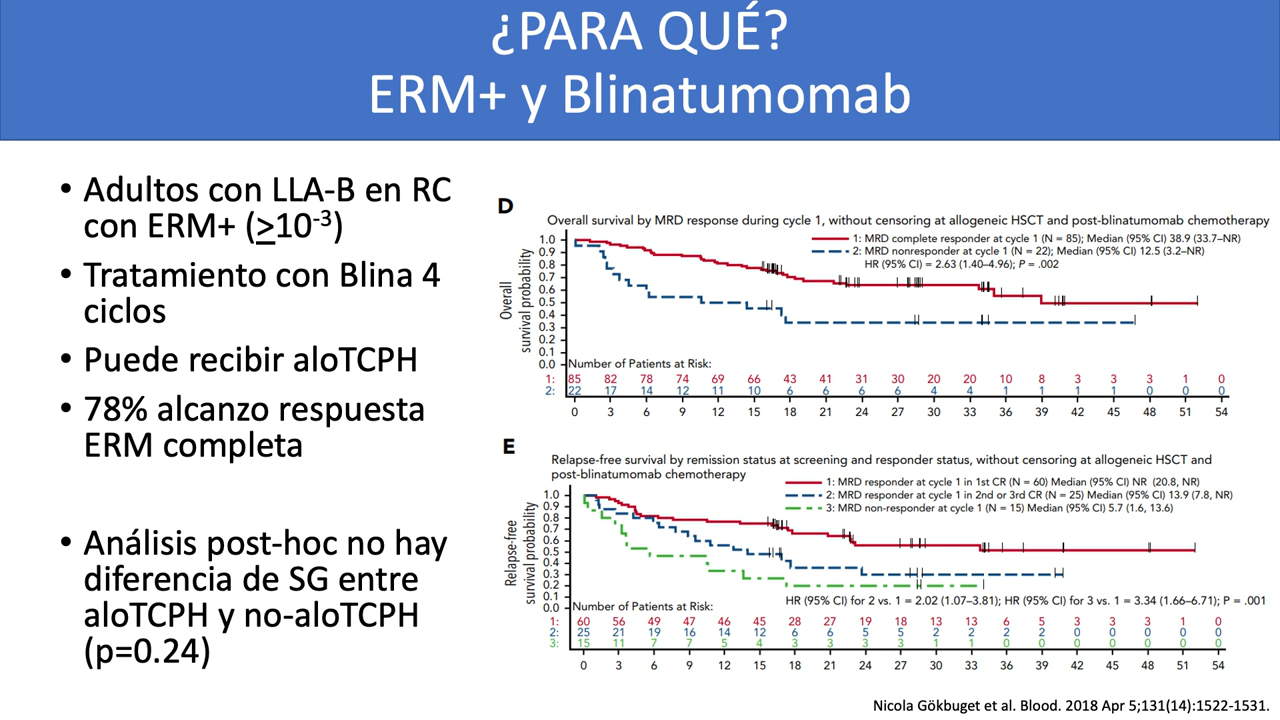 ¿PARA QUÉ?
ERM+ y Blinatumomab
• Adultos con LLA-B en RC
con ERM+ (≥10-3)
• Tratamiento con Blina 4
ciclos
• Puede recibir aloTCPH
• 78% alcanzo respuesta
ERM completa
• Análisis post-hoc no hay
diferencia de SG entre
aloTCPH y no-aloTCPH
(p=0.24)
D
Overall survival by MRD response during cycle 1, without censoring at allogeneic HSCT and post-blinatumomab chemotherapy
1: MRD complete responder at cycle 1 (N = 85); Median (95% CI) 38.9 (33.7–NR)
2: MRD nonresponder at cycle 1 (N = 22); Median (95% CI) 12.5 (3.2–NR)
HR (95% CI) = 2.63 (1.40–4.96); P = .002
Overall
survival probability
1.0
0.9
0.8
0.7
0.6
0.5
0.4
0.3
0.2
0.1
0.0
Number of Patients at Risk:
1: 85 82 78 74 69 66 43 41 31 30 20 20 10 8 3 3 3 1 0
2: 22 17 14 12 11 10 6 6 6 6 4 4 1 1 1 1 0 0 0
0 3 6 9 12 15 18 21 24 27 30 33 36 39 42 45 48 51 54
E
Relapse-free survival by remission status at screening and responder status, without censoring at allogeneic HSCT and
post-blinatumomab chemotherapy
1: MRD responder at cycle 1 in 1st CR (N = 60) Median (95% CI) NR (20.8, NR)
2: MRD responder at cycle 1 in 2nd or 3rd CR (N = 25) Median (95% CI) 13.9 (7.8, NR)
3: MRD non-responder at cycle 1 (N = 15) Median (95% CI) 5.7 (1.6, 13.6)
Relapse-free
survival probability
1.0
0.9
0.8
0.7
0.6
0.5
0.4
0.3
0.2
0.1
0.0
HR (95% CI) for 2 vs. 1 = 2.02 (1.07–3.81); HR (95% CI) for 3 vs. 1 = 3.34 (1.66–6.71); P = .001
Number of Patients at Risk:
1: 60 56 49 47 46 45 28 27 19 18 13 13 6 5 3 3 3 1 0
2: 25 21 19 16 14 12 6 6 5 5 2 2 2 2 0 0 0 0 0
3: 15 11 7 7 5 4 3 3 3 3 1 1 0 0 0 0 0 0 0
0 3 6 9 12 15 18 21 24 27 30 33 36 39 42 45 48 51 54
Nicola Gökbuget et al. Blood. 2018 Apr 5;131(14):1522-1531.